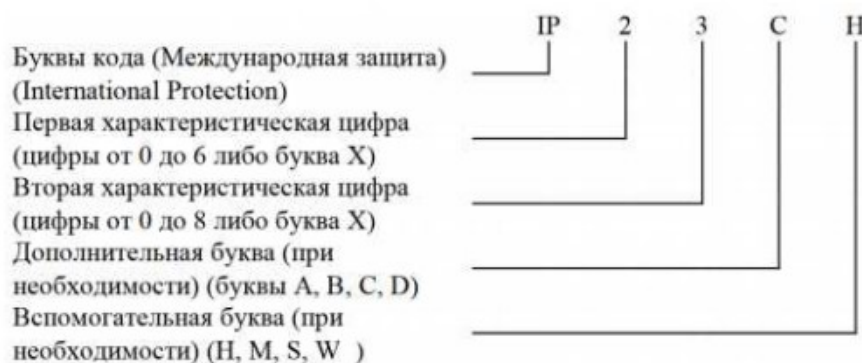 IP 2 3 C H
Буквы кода (Международная защита)
(International Protection)
Первая характеристическая цифра
(цифры от 0 до 6 либо буква X)
Вторая характеристическая цифра
(цифры от 0 до 8 либо буква X)
Дополнительная буква (при
необходимости) (буквы A, B, C, D)
Вспомогательная буква (при
необходимости) (H, M, S, W )